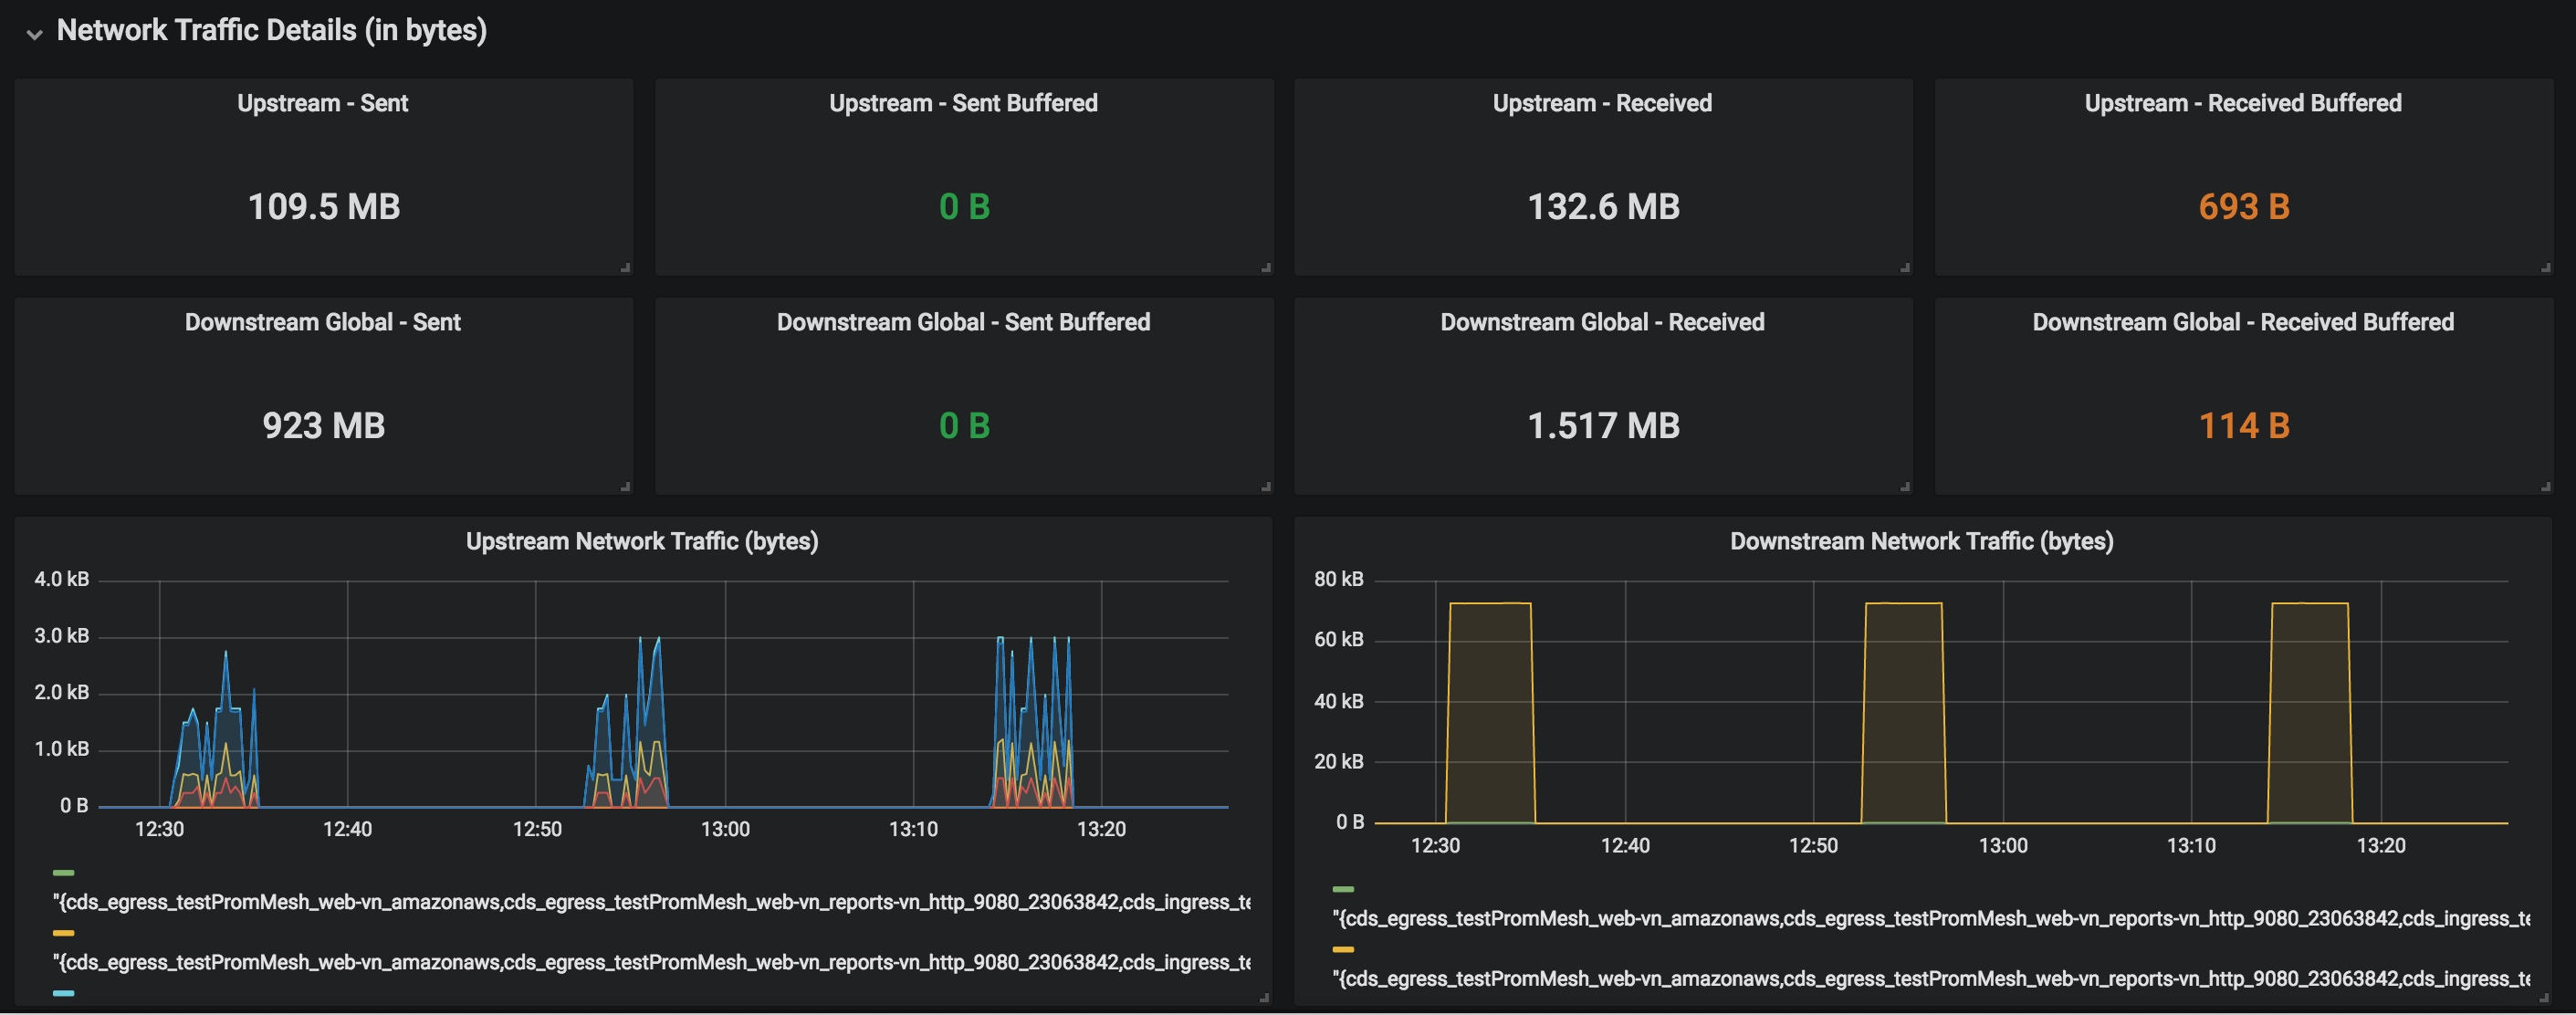 Network Traffic Details (in bytes)
Upstream - Sent
109.5 MB
Upstream - Sent Buffered
0 B
Upstream - Received
132.6 MB
Upstream - Received Buffered
693 B
Downstream Global - Sent
923 MB
Downstream Global - Sent Buffered
0 B
Downstream Global - Received
1.517 MB
Downstream Global - Received Buffered
114 B
Upstream Network Traffic (bytes)
4.0 kB
3.0 kB
2.0 kB
1.0 kB
0 B
12:30 12:40 12:50 13:00 13:10 13:20
"{cds_egress_testPromMesh_web-vn_amazonaws,cds_egress_testPromMesh_web-vn_reports-vn_http_9080_23063842,cds_ingress_te
"{cds_egress_testPromMesh_web-vn_amazonaws,cds_egress_testPromMesh_web-vn_reports-vn_http_9080_23063842,cds_ingress_te
Downstream Network Traffic (bytes)
80 kB
60 kB
40 kB
20 kB
0 B
12:30 12:40 12:50 13:00 13:10 13:20
"{cds_egress_testPromMesh_web-vn_amazonaws,cds_egress_testPromMesh_web-vn_reports-vn_http_9080_23063842,cds_ingress_te
"{cds_egress_testPromMesh_web-vn_amazonaws,cds_egress_testPromMesh_web-vn_reports-vn_http_9080_23063842,cds_ingress_te